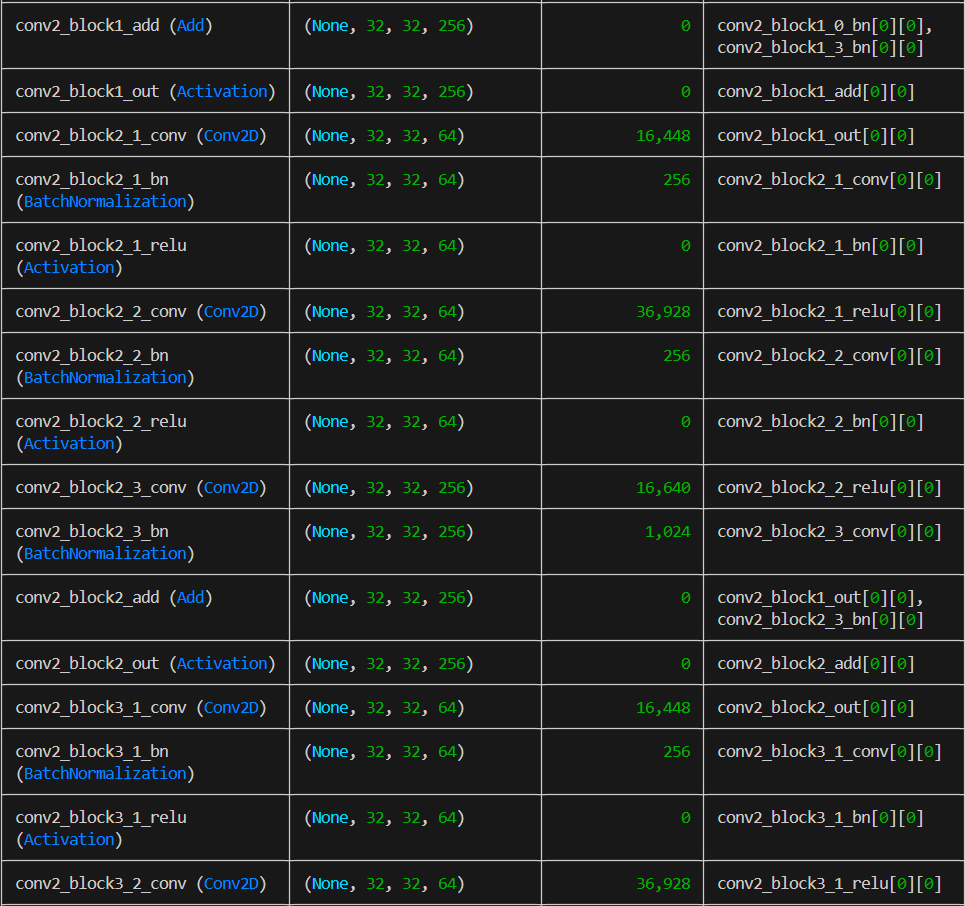 conv2_block1_add (Add) (None, 32, 32, 256) 0 conv2_block1_0_bn[0][0],
conv2_block1_3_bn[0][0]
conv2_block1_out (Activation) (None, 32, 32, 256) 0 conv2_block1_add[0][0]
conv2_block2_1_conv (Conv2D) (None, 32, 32, 64) 16,448 conv2_block1_out[0][0]
conv2_block2_1_bn (None, 32, 32, 64) 256 conv2_block2_1_conv[0][0]
(BatchNormalization)
conv2_block2_1_relu (None, 32, 32, 64) 0 conv2_block2_1_bn[0][0]
(Activation)
conv2_block2_2_conv (Conv2D) (None, 32, 32, 64) 36,928 conv2_block2_1_relu[0][0]
conv2_block2_2_bn (None, 32, 32, 64) 256 conv2_block2_2_conv[0][0]
(BatchNormalization)
conv2_block2_2_relu (None, 32, 32, 64) 0 conv2_block2_2_bn[0][0]
(Activation)
conv2_block2_3_conv (Conv2D) (None, 32, 32, 256) 16,640 conv2_block2_2_relu[0][0]
conv2_block2_3_bn (None, 32, 32, 256) 1,024 conv2_block2_3_conv[0][0]
(BatchNormalization)
conv2_block2_add (Add) (None, 32, 32, 256) 0 conv2_block1_out[0][0],
conv2_block2_3_bn[0][0]
conv2_block2_out (Activation) (None, 32, 32, 256) 0 conv2_block2_add[0][0]
conv2_block3_1_conv (Conv2D) (None, 32, 32, 64) 16,448 conv2_block2_out[0][0]
conv2_block3_1_bn (None, 32, 32, 64) 256 conv2_block3_1_conv[0][0]
(BatchNormalization)
conv2_block3_1_relu (None, 32, 32, 64) 0 conv2_block3_1_bn[0][0]
(Activation)
conv2_block3_2_conv (Conv2D) (None, 32, 32, 64) 36,928 conv2_block3_1_relu[0][0]